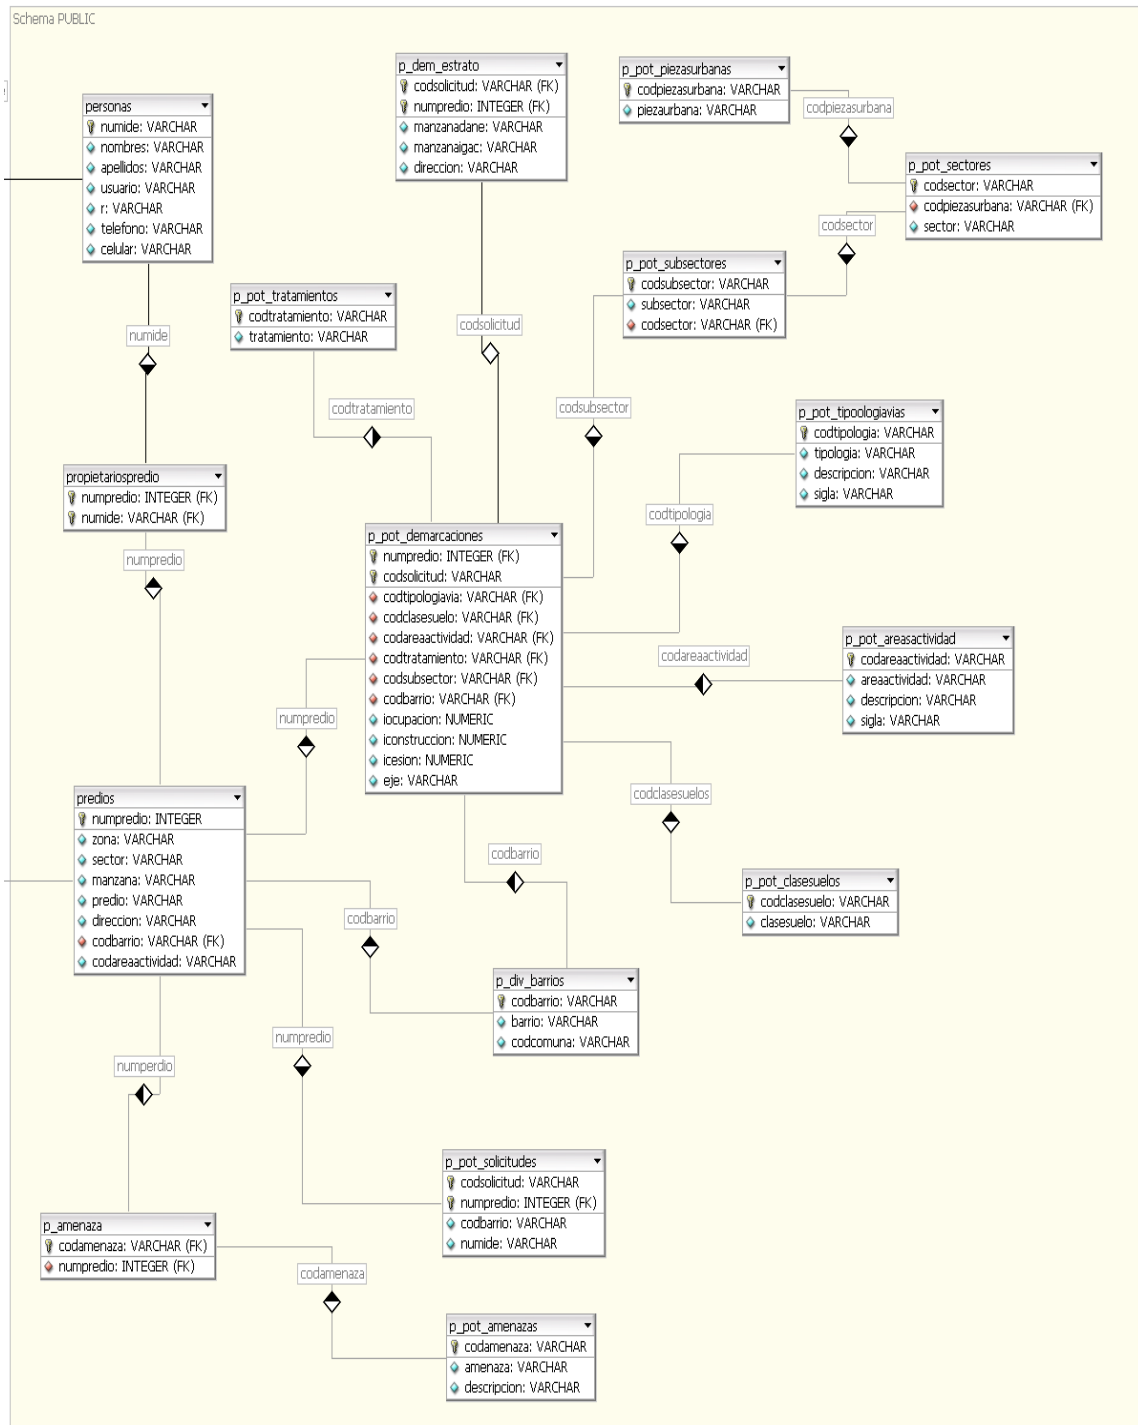 Schema PUBLIC
p_dem_estrato
codsolicitud: VARCHAR (FK)
numpredio: INTEGER (FK)
manzanadane: VARCHAR
manzanaigac: VARCHAR
direccion: VARCHAR
p_pot_piezasurbanas
codpiezasurbana: VARCHAR
piezaurbana: VARCHAR
codpiezasurbana
personas
numide: VARCHAR
nombres: VARCHAR
apellidos: VARCHAR
usuario: VARCHAR
r: VARCHAR
telefono: VARCHAR
celular: VARCHAR
p_pot_sectores
codsector: VARCHAR
codpiezasurbana: VARCHAR (FK)
sector: VARCHAR
codsector
p_pot_subsectores
codsubsector: VARCHAR
subsector: VARCHAR
codsector: VARCHAR (FK)
p_pot_tratamientos
codtratamiento: VARCHAR
tratamiento: VARCHAR
numide
codsolicitud
codtratamiento
codsubsector
p_pot_tipoologiavias
codtipologia: VARCHAR
tipologia: VARCHAR
descripcion: VARCHAR
sigla: VARCHAR
codtipologia
propietariospredio
numpredio: INTEGER (FK)
numide: VARCHAR (FK)
numpredio
p_pot_demarcaciones
numpredio: INTEGER (FK)
codsolicitud: VARCHAR
codtipologiavia: VARCHAR (FK)
codclasesuelo: VARCHAR (FK)
codareaactividad: VARCHAR (FK)
codtratamiento: VARCHAR (FK)
codsubsector: VARCHAR (FK)
codbarrio: VARCHAR (FK)
iocupacion: NUMERIC
iconstruccion: NUMERIC
icesion: NUMERIC
eje: VARCHAR
codareaactividad
p_pot_areasactividad
codareaactividad: VARCHAR
areaactividad: VARCHAR
descripcion: VARCHAR
sigla: VARCHAR
numpredio
codclasesuelos
predios
numpredio: INTEGER
zona: VARCHAR
sector: VARCHAR
manzana: VARCHAR
predio: VARCHAR
direccion: VARCHAR
codbarrio: VARCHAR (FK)
codareaactividad: VARCHAR
codbarrio
codbarrio
p_pot_clasesuelos
codclasesuelo: VARCHAR
clasesuelo: VARCHAR
p_div_barrios
codbarrio: VARCHAR
barrio: VARCHAR
codcomuna: VARCHAR
numpredio
numperdio
p_pot_solicitudes
codsolicitud: VARCHAR
numpredio: INTEGER (FK)
codbarrio: VARCHAR
numide: VARCHAR
p_amenaza
codamenaza: VARCHAR (FK)
numpredio: INTEGER (FK)
codamenaza
p_pot_amenazas
codamenaza: VARCHAR
amenaza: VARCHAR
descripcion: VARCHAR